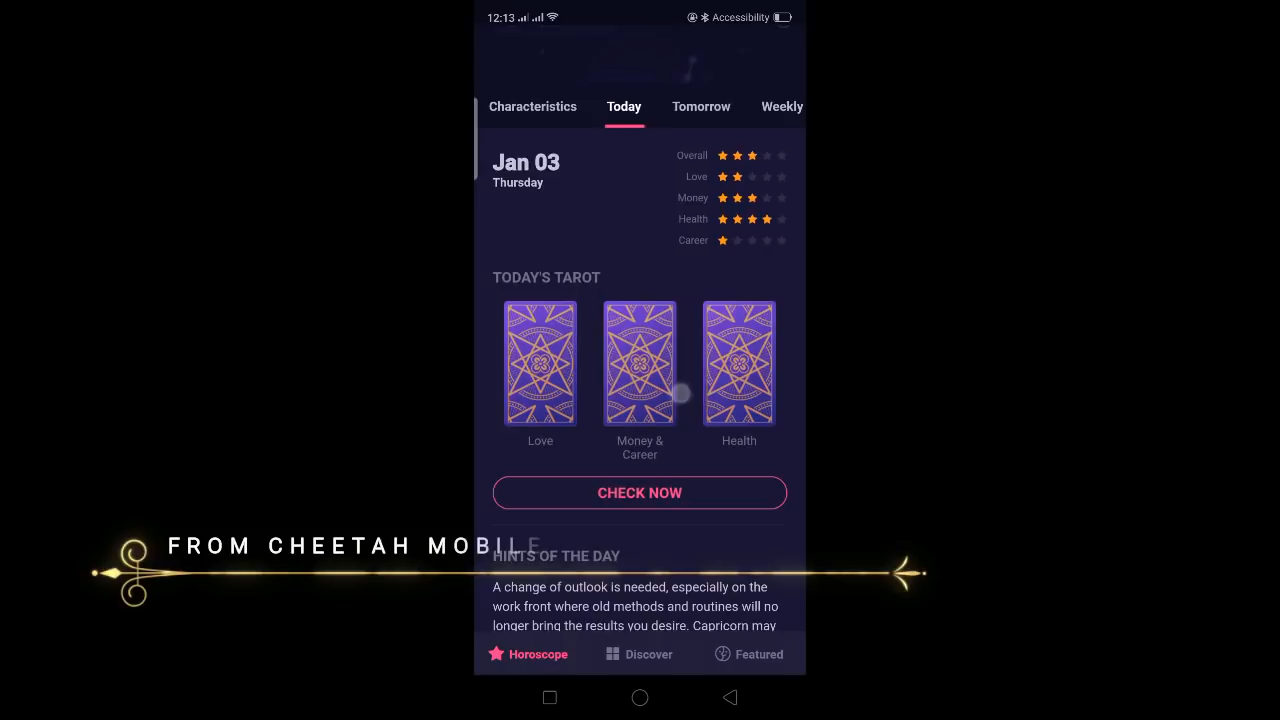 12:13
Accessibility
Characteristics Today Tomorrow Weekly
Jan 03
Thursday
Overall
Love
Money
Health
Career
TODAY'S TAROT
Love
Money &
Career
Health
CHECK NOW
FROM CHEETAH MOBILE
HINTS OF THE DAY
A change of outlook is needed, especially on the
work front where old methods and routines will no
longer bring the results you desire. Capricorn may
Horoscope Discover Featured